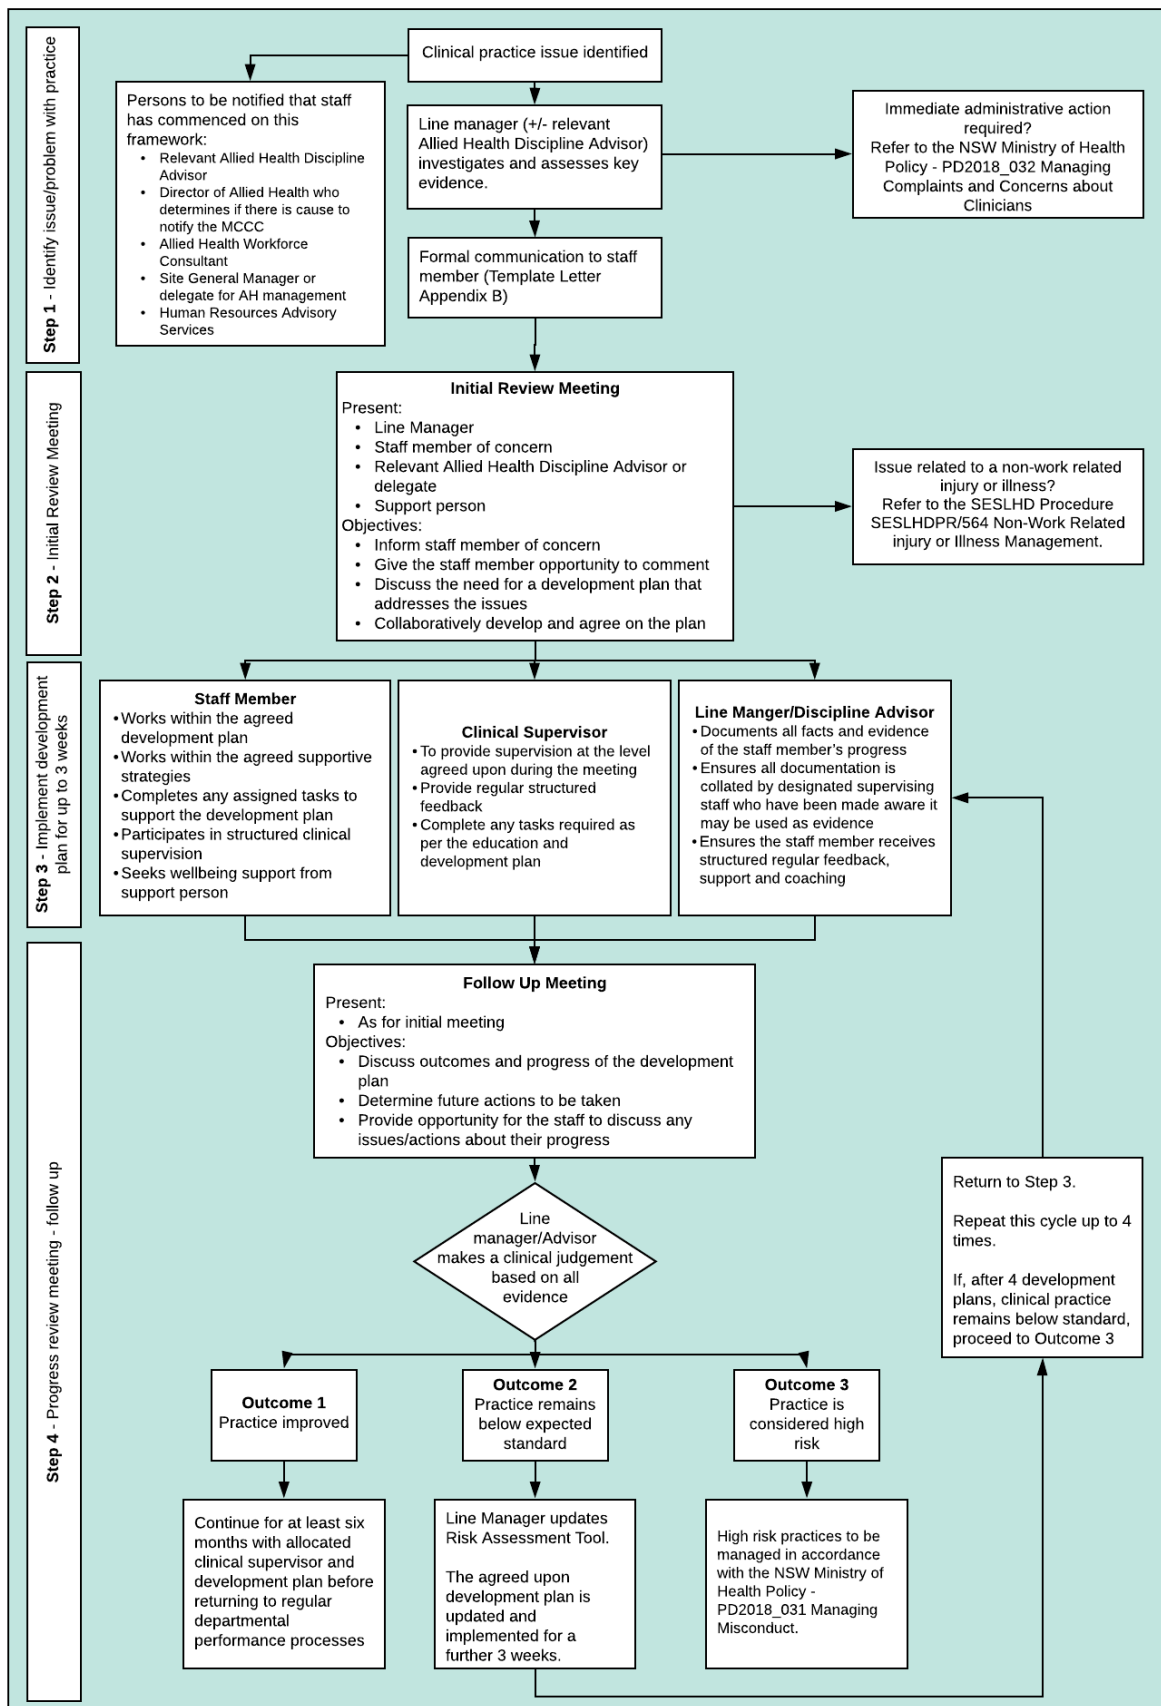 Step 1 - Identify issue/problem with practice
Clinical practice issue identified
Persons to be notified that staff
has commenced on this
framework:
• Relevant Allied Health Discipline
Advisor
• Director of Allied Health who
determines if there is cause to
notify the MCCC
• Allied Health Workforce
Consultant
• Site General Manager or
delegate for AH management
• Human Resources Advisory
Services
Line manager (+/- relevant
Allied Health Discipline Advisor)
investigates and assesses key
evidence.
Immediate administrative action
required?
Refer to the NSW Ministry of Health
Policy - PD2018_032 Managing
Complaints and Concerns about
Clinicians
Formal communication to staff
member (Template Letter
Appendix B)
Step 2 - Initial Review Meeting
Initial Review Meeting
Present:
• Line Manager
• Staff member of concern
• Relevant Allied Health Discipline Advisor or
delegate
• Support person
Objectives:
• Inform staff member of concern
• Give the staff member opportunity to comment
• Discuss the need for a development plan that
addresses the issues
• Collaboratively develop and agree on the plan
Issue related to a non-work related
injury or illness?
Refer to the SESLHD Procedure
SESLHDPR/564 Non-Work Related
injury or Illness Management.
Step 3 - Implement development
plan for up to 3 weeks
Staff Member
• Works within the agreed
development plan
• Works within the agreed supportive
strategies
• Completes any assigned tasks to
support the development plan
• Participates in structured clinical
supervision
• Seeks wellbeing support from
support person
Clinical Supervisor
• To provide supervision at the level
agreed upon during the meeting
• Provide regular structured
feedback
• Complete any tasks required as
per the education and
development plan
Line Manger/Discipline Advisor
• Documents all facts and evidence
of the staff member's progress
• Ensures all documentation is
collated by designated supervising
staff who have been made aware it
may be used as evidence
• Ensures the staff member receives
structured regular feedback,
support and coaching
Step 4 - Progress review meeting - follow up
Follow Up Meeting
Present:
• As for initial meeting
Objectives:
• Discuss outcomes and progress of the development
plan
• Determine future actions to be taken
• Provide opportunity for the staff to discuss any
issues/actions about their progress
Line
manager/Advisor
makes a clinical judgement
based on all
evidence
Return to Step 3.
Repeat this cycle up to 4
times.
If, after 4 development
plans, clinical practice
remains below standard,
proceed to Outcome 3
Outcome 1
Practice improved
Outcome 2
Practice remains
below expected
standard
Outcome 3
Practice is
considered high
risk
Continue for at least six
months with allocated
clinical supervisor and
development plan before
returning to regular
departmental
performance processes
Line Manager updates
Risk Assessment Tool.
The agreed upon
development plan is
updated and
implemented for a
further 3 weeks.
High risk practices to be
managed in accordance
with the NSW Ministry of
Health Policy -
PD2018_031 Managing
Misconduct.